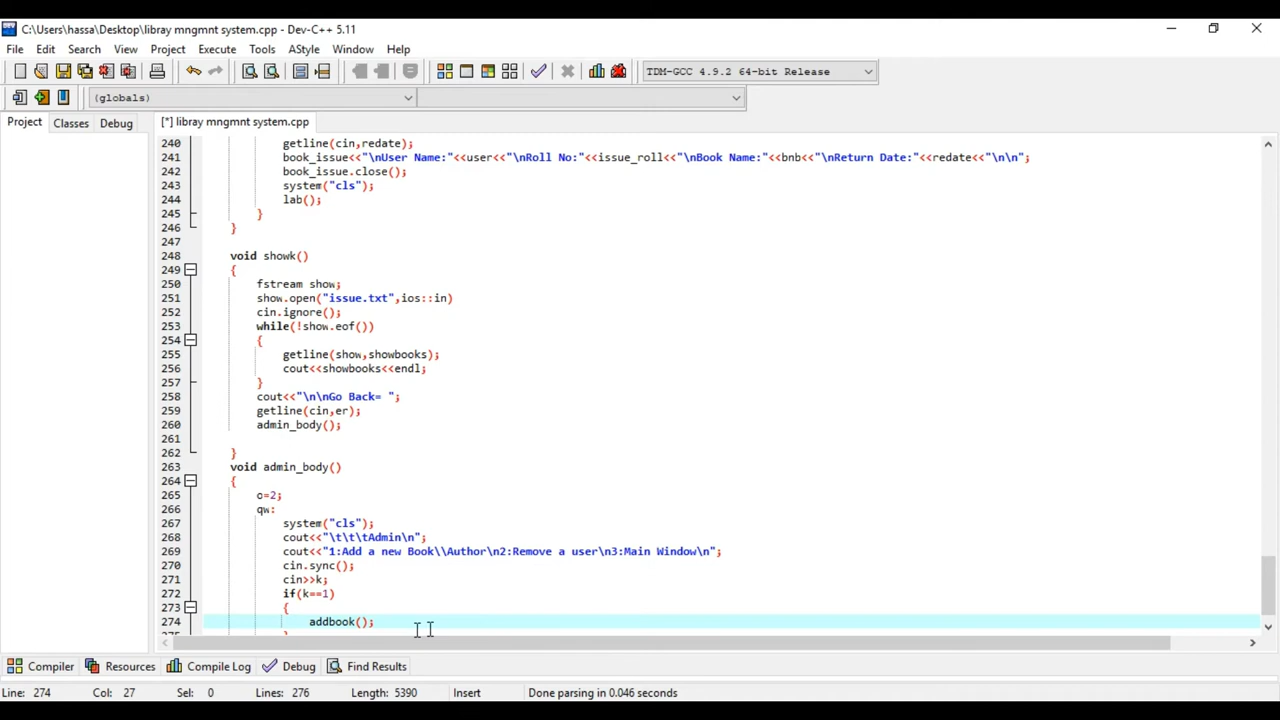 C:\Users\hassa\Desktop\libray mngmnt system.cpp - Dev-C++ 5.11
File Edit Search View Project Execute Tools AStyle Window Help
TDM-GCC 4.9.2 64-bit Release
(globals)
Project Classes Debug [*] libray mngmnt system.cpp
240 getline(cin,redate);
241 book_issue<<"\nUser Name:"<<user<<"\nRoll No:"<<issue_roll<<"\nBook Name:"<<bnb<<"\nReturn Date:"<<redate<<"\n\n";
242 book_issue.close();
243 system("cls");
244 lab();
245 }
246 }
247
248 void showk()
249 {
250 fstream show;
251 show.open("issue.txt",ios::in)
252 cin.ignore();
253 while(!show.eof())
254 {
255 getline(show,showbooks);
256 cout<<showbooks<<endl;
257 }
258 cout<<"\n\nGo Back= ";
259 getline(cin,er);
260 admin_body();
261
262 }
263 void admin_body()
264 {
265 o=2;
266 qw:
267 system("cls");
268 cout<<"\t\t\tAdmin\n";
269 cout<<"1:Add a new Book\\Author\n2:Remove a user\n3:Main Window\n";
270 cin.sync();
271 cin>>k;
272 if(k==1)
273 {
274 addbook();
Compiler Resources Compile Log Debug Find Results
Line: 274 Col: 27 Sel: 0 Lines: 276 Length: 5390 Insert Done parsing in 0.046 seconds